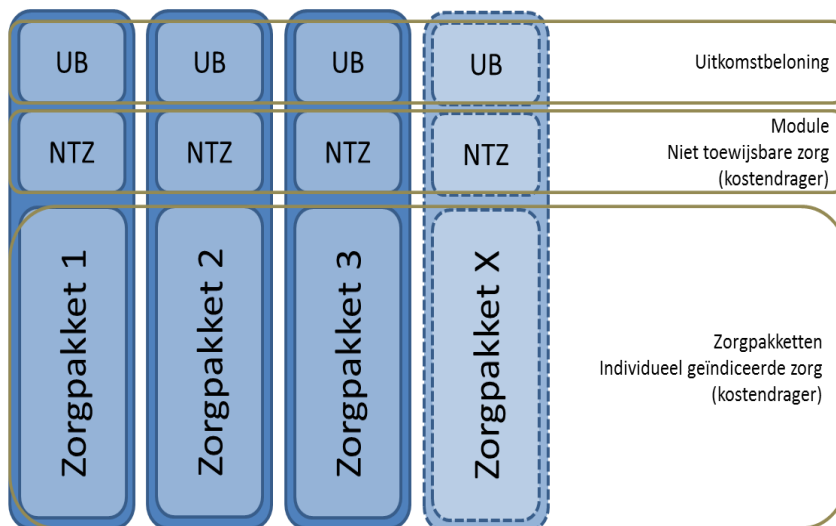 UB UB UB UB Uitkomstbeloning
NTZ NTZ NTZ NTZ Module
Niet toewijsbare zorg
(kostendrager)
Zorgpakket 1
Zorgpakket 2
Zorgpakket 3
Zorgpakket X
Zorgpakketten
Individueel geïndiceerde zorg
(kostendrager)